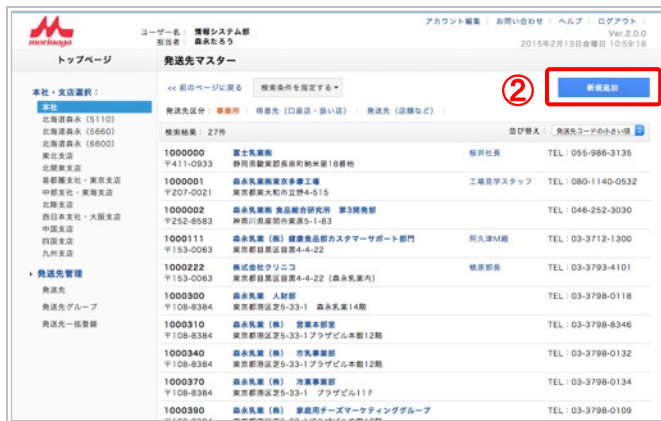 morinaga
ユーザー名： 情報システム部
担当者： 森永たろう
アカウント編集 | お問い合わせ | ヘルプ | ログアウト |
Ver.2.0.0
2015年2月13日金曜日 10:59:18
トップページ
発送先マスター
<< 前のページに戻る
検索条件を指定する▼
②
新規追加
本社・支店選択：
本社
北海道森永（5110）
北海道森永（5660）
北海道森永（6600）
東北支店
北関東支店
首都圏支社・東京支店
中部支社・東海支店
北陸支店
西日本支社・大阪支店
中国支店
四国支店
九州支店
発送先管理
発送先
発送先グループ
発送先一括登録
発送先区分： 事業所 | 得意先（口座店・扱い店） | 発送先（店舗など） |
検索結果： 27件
並び替え： 発送先コードの小さい順
1000000 富士乳業㈱ 桜井社長 TEL：055-986-3135
〒411-0933 静岡県駿東郡長泉町納米里18番地
1000001 森永乳業㈱東京多摩工場 工場見学スタッフ TEL：080-1140-0532
〒207-0021 東京都東大和市立野4-515
1000002 森永乳業㈱ 食品総合研究所 第3開発部 TEL：046-252-3030
〒252-8583 神奈川県座間市東原5-1-83
1000111 森永乳業（㈱）健康食品部カスタマーサポート部門 阿久津M殿 TEL：03-3712-1300
〒153-0063 東京都目黒区目黒4-4-22
1000222 株式会社クリニコ 部長 TEL：03-3793-4101
〒153-0063 東京都目黒区目黒4-4-22（森永乳業内）
1000300 森永乳業 人財部 TEL：03-3798-0118
〒108-8384 東京都港区芝5-33-1 森永乳業14階
1000310 森永乳業（株） 営業本部室 TEL：03-3798-8346
〒108-8384 東京都港区芝5-33-1プラザビル本館12階
1000340 森永乳業（株） 市乳事業部 TEL：03-3798-0132
〒108-8384 東京都港区芝5-33-1プラザビル本館12階
1000370 森永乳業（株） 冷菓事業部 TEL：03-3798-0134
〒108-8384 東京都港区芝5-33-1 プラザビル11F
1000390 森永乳業（株） 家庭用チーズマーケティンググループ TEL：03-3798-0109